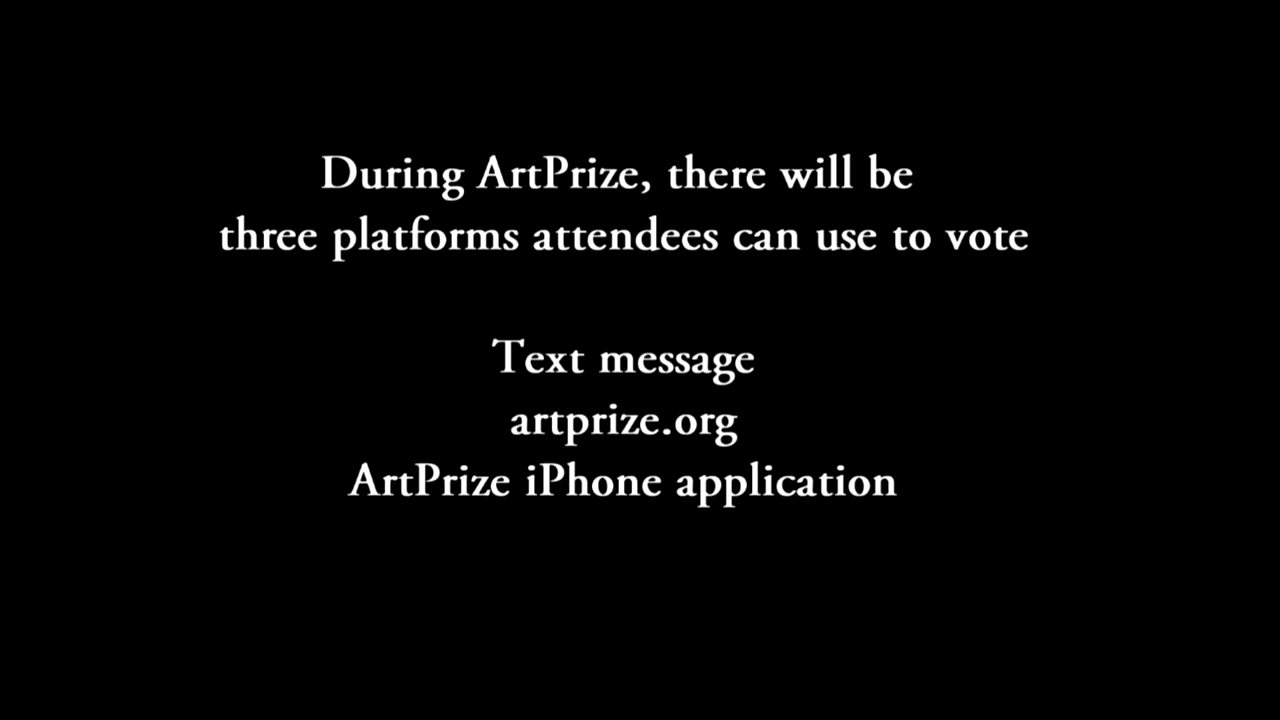 During ArtPrize, there will be
three platforms attendees can use to vote
Text message
artprize.org
ArtPrize iPhone application